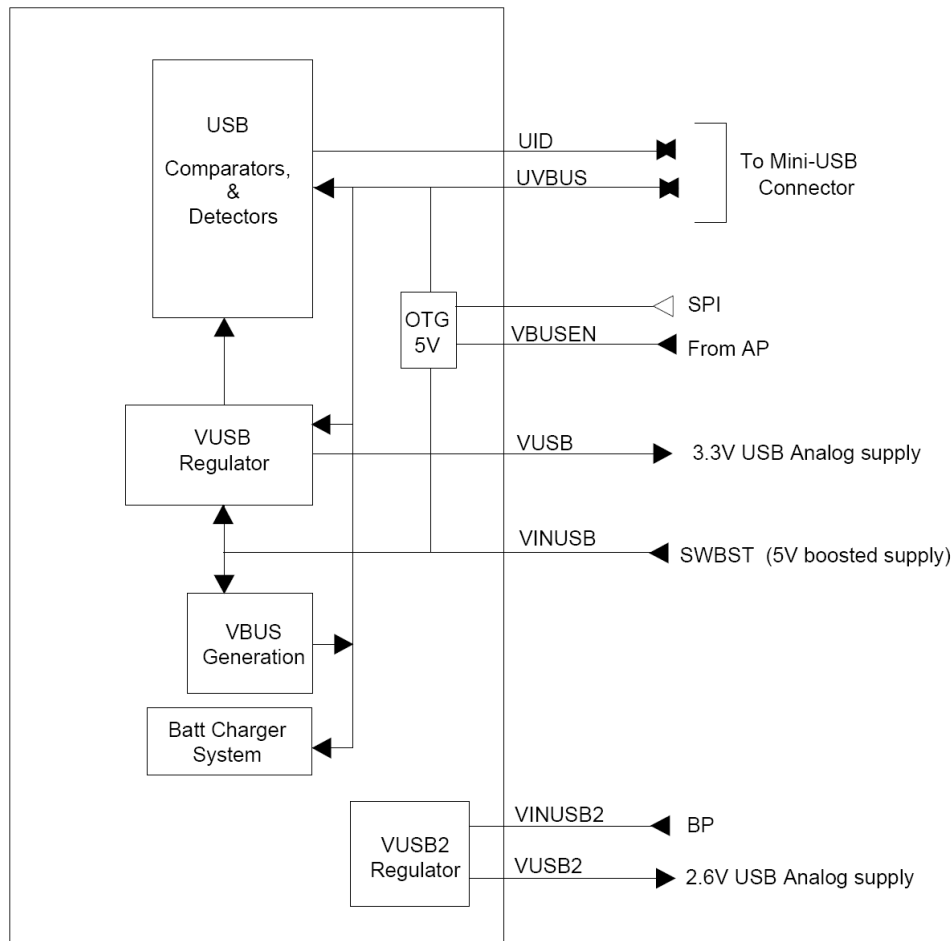 USB
Comparators,
&
Detectors
UID
UVBUS
To Mini-USB
Connector
OTG
5V
SPI
VBUSEN
From AP
VUSB
Regulator
VUSB
3.3V USB Analog supply
VINUSB
SWBST (5V boosted supply)
VBUS
Generation
Batt Charger
System
VUSB2
Regulator
VINUSB2
BP
VUSB2
2.6V USB Analog supply